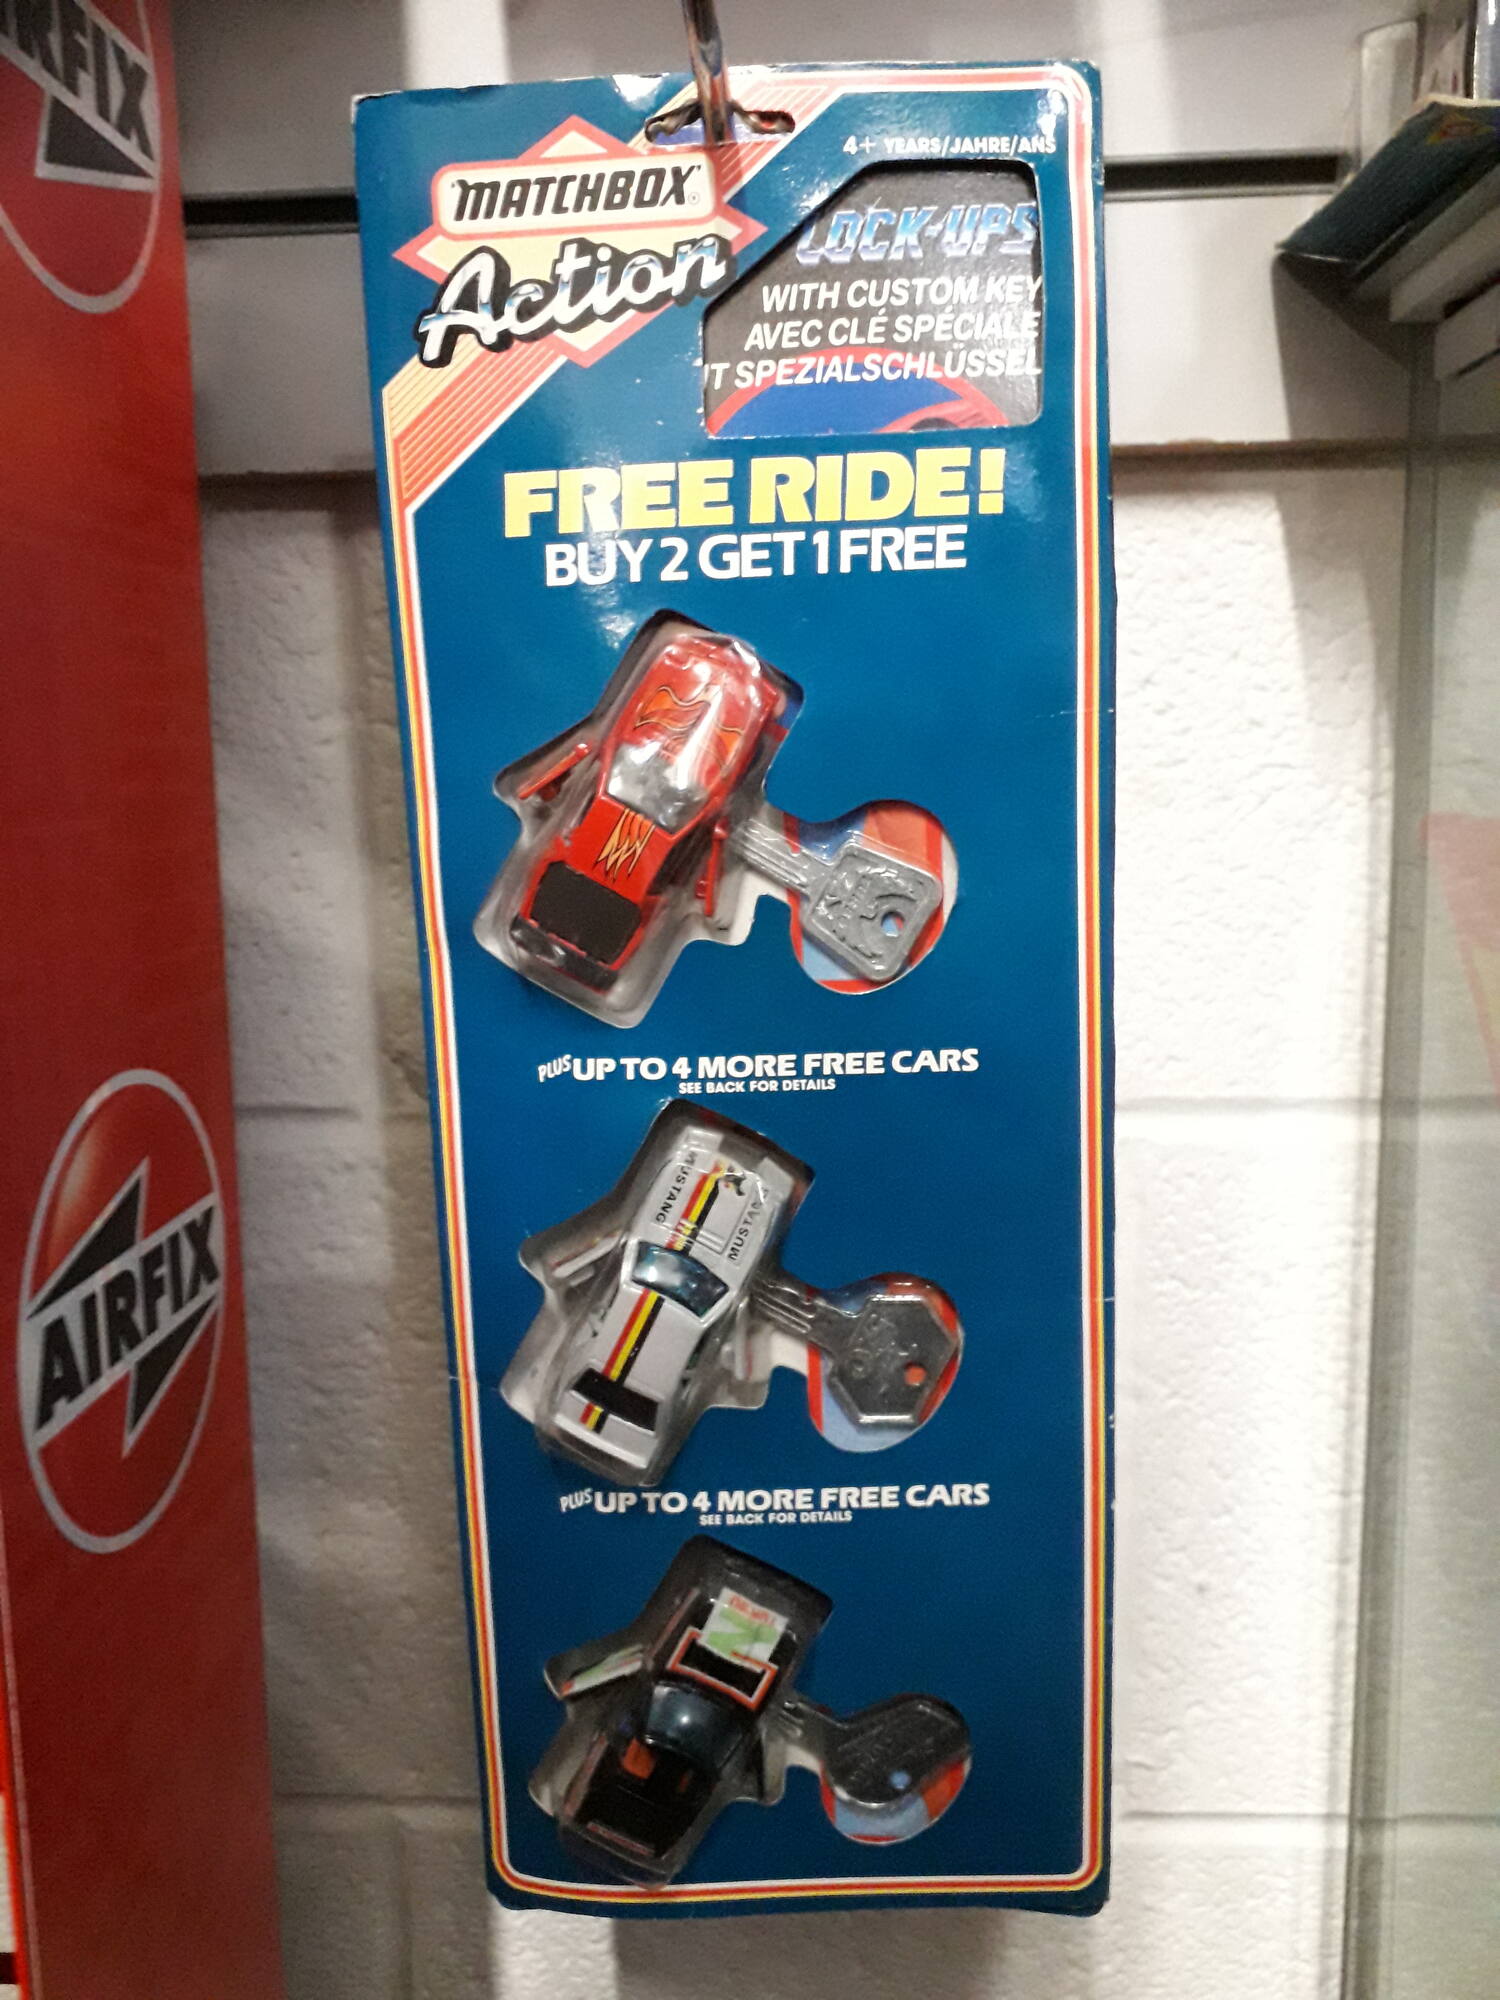 AIRFIX
4+ YEARS/JAHRE/ANS
MATCHBOX
Action
LOCK-UPS
WITH CUSTOM KEY
AVEC CLÉ SPÉCIALE
IT SPEZIALSCHLÜSSEL
FREE RIDE!
BUY 2 GET 1 FREE
PLUS UP TO 4 MORE FREE CARS
SEE BACK FOR DETAILS
MUSTANG
MUSTANG
AIRFIX
PLUS UP TO 4 MORE FREE CARS
SEE BACK FOR DETAILS